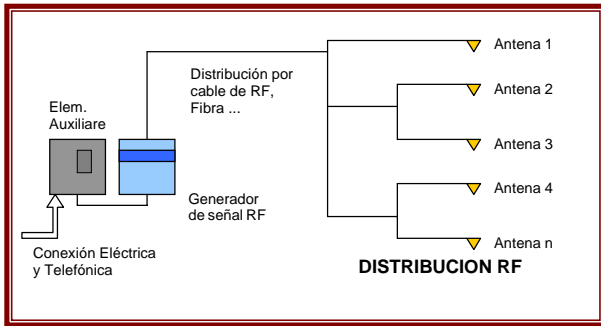 Antena 1
Distribución por
cable de RF,
Fibra ...
Antena 2
Elem.
Auxiliare
Antena 3
Antena 4
Generador
de señal RF
Antena n
Conexión Eléctrica
y Telefónica
DISTRIBUCION RF